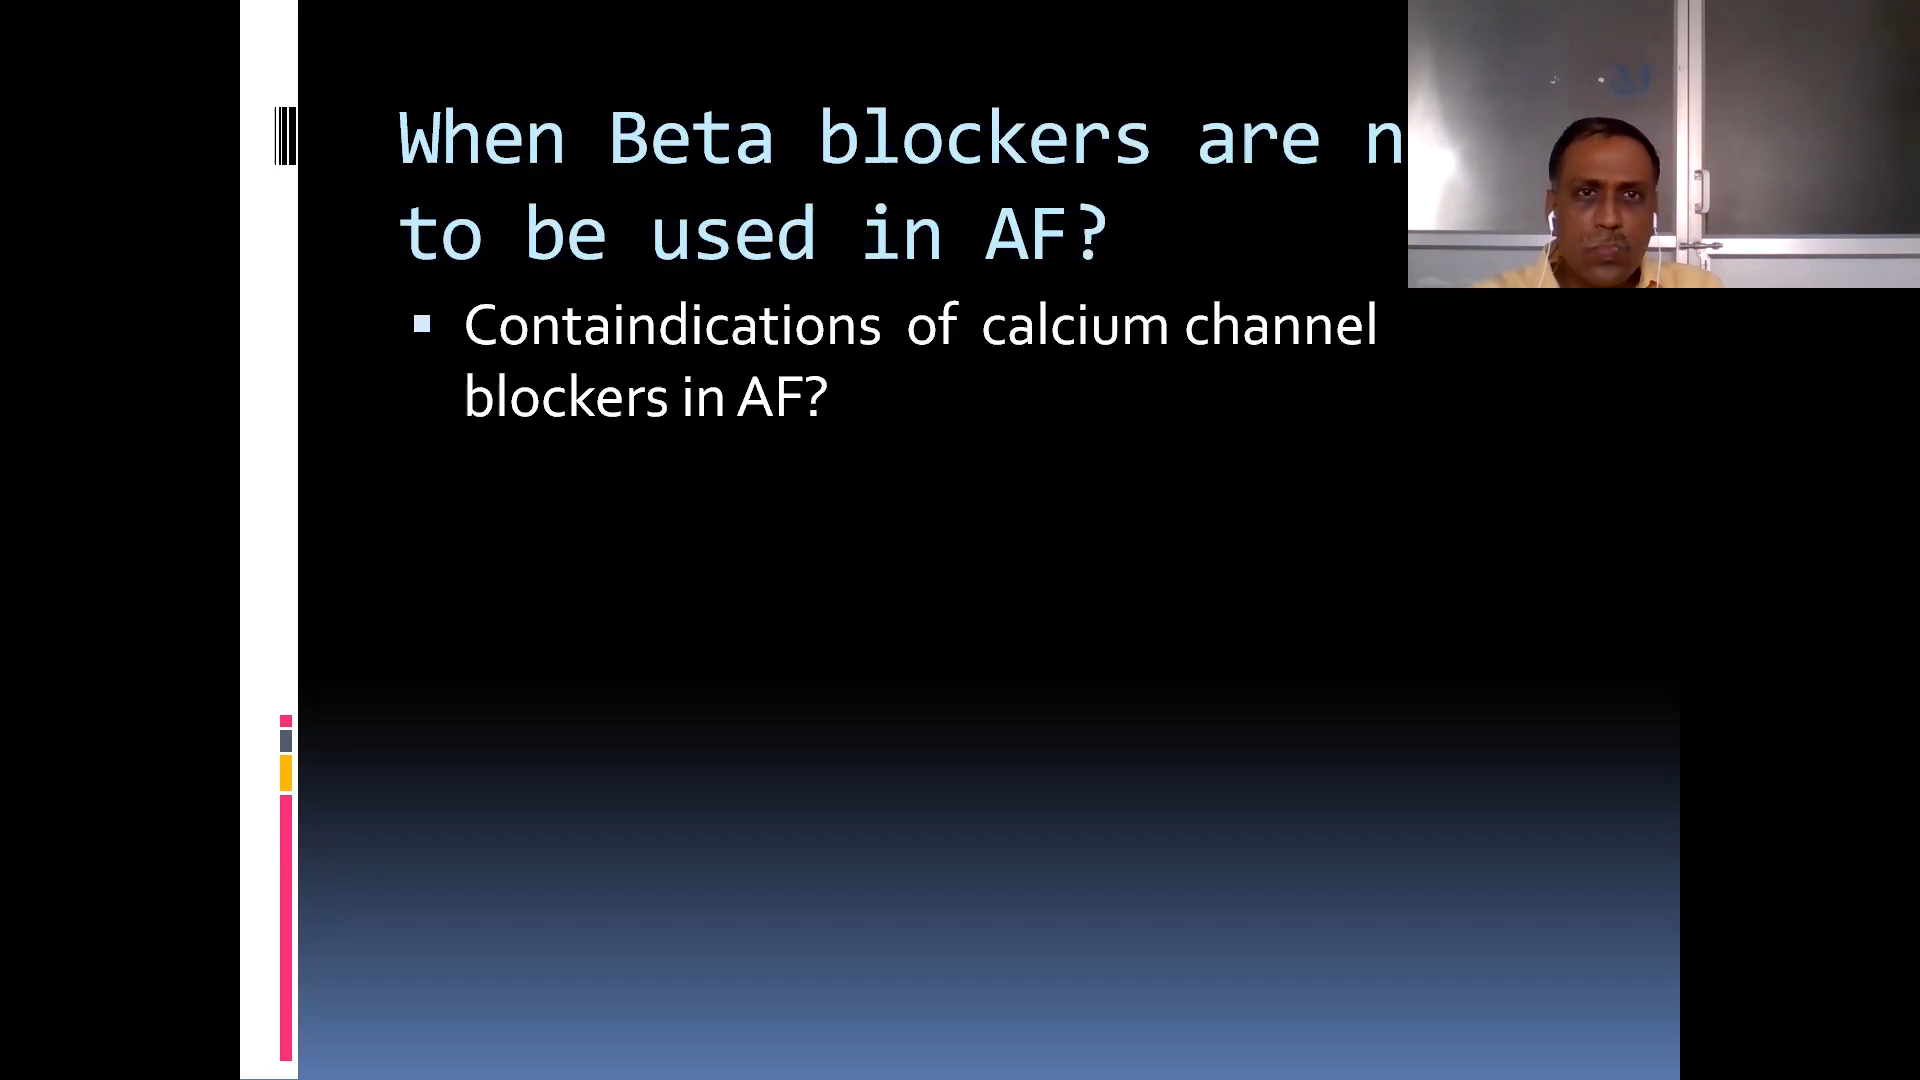 When Beta blockers are n
to be used in AF?
Containdications of calcium channel
blockers in AF?